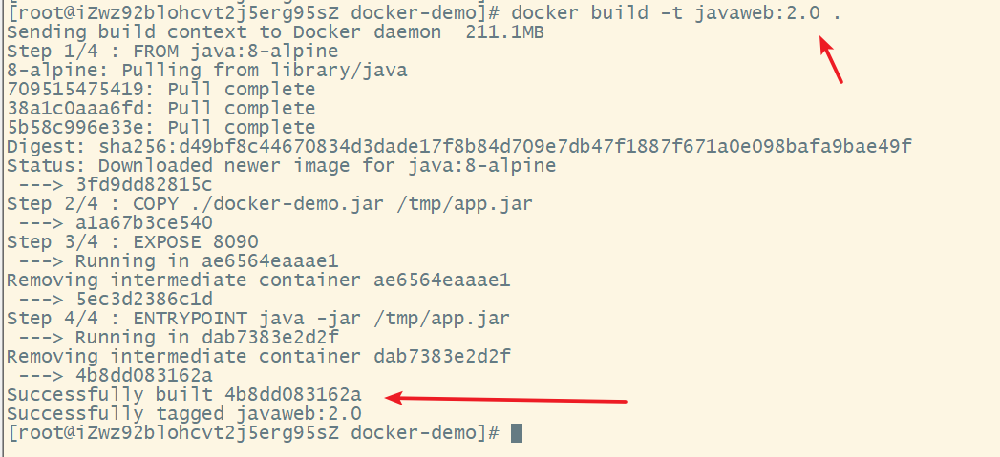 [root@iZwz92blohcvt2j5erg95sZ docker-demo]# docker build -t javaweb:2.0 .
Sending build context to Docker daemon  211.1MB
Step 1/4 : FROM java:8-alpine
8-alpine: Pulling from library/java
709515475419: Pull complete
38a1c0aaa6fd: Pull complete
5b58c996e33e: Pull complete
Digest: sha256:d49bf8c44670834d3dade17f8b84d709e7db47f1887f671a0e098bafa9bae49f
Status: Downloaded newer image for java:8-alpine
 ---> 3fd9dd82815c
Step 2/4 : COPY ./docker-demo.jar /tmp/app.jar
 ---> a1a67b3ce540
Step 3/4 : EXPOSE 8090
 ---> Running in ae6564eaaae1
Removing intermediate container ae6564eaaae1
 ---> 5ec3d2386c1d
Step 4/4 : ENTRYPOINT java -jar /tmp/app.jar
 ---> Running in dab7383e2d2f
Removing intermediate container dab7383e2d2f
 ---> 4b8dd083162a
Successfully built 4b8dd083162a
Successfully tagged javaweb:2.0
[root@iZwz92blohcvt2j5erg95sZ docker-demo]#